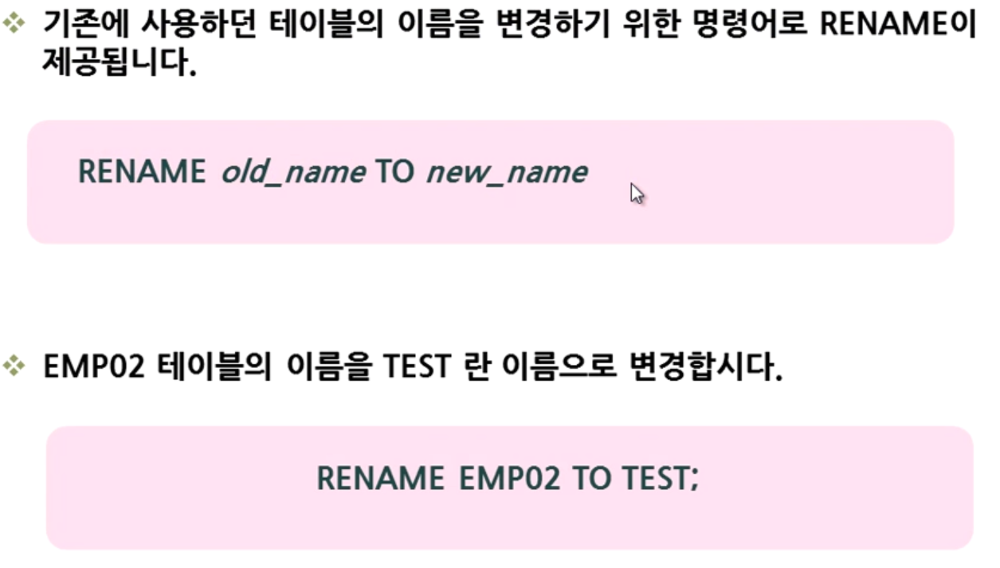 기존에 사용하던 테이블의 이름을 변경하기 위한 명령어로 RENAME이
제공됩니다.
RENAME old_name TO new_name
EMP02 테이블의 이름을 TEST 란 이름으로 변경합시다.
RENAME EMP02 TO TEST;